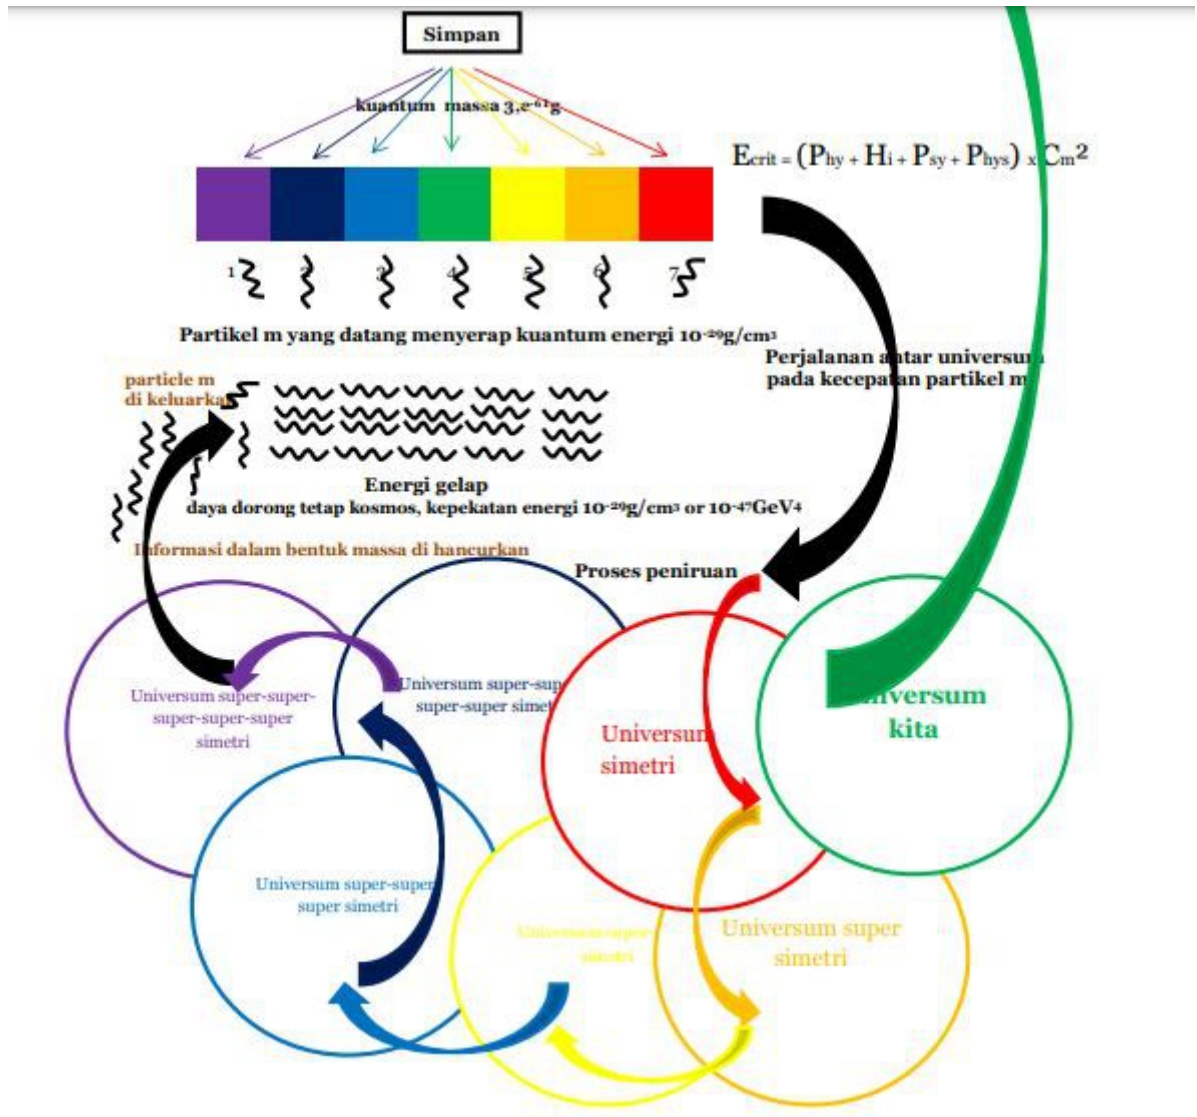 Simpan
kuantum massa 3,e-61g
Ecrit = (Phy + Hi + Psy + Phys) x Cm²
1 2 3 4 5 6 7
Partikel m yang datang menyerap kuantum energi 10-29g/cm3
Perjalanan antar universum
pada kecepatan partikel m
particle m
di keluarkan
Energi gelap
daya dorong tetap kosmos, kepekatan energi 10-29g/cm3 or 10-47GeV4
Informasi dalam bentuk massa di hancurkan
Proses peniruan
Universum super-super-
super-super-super
simetri
Universum super-sup
super-super simet
Universum
simetri
universum
kita
Universum super-super
super simetri
Universum super-
simetri
Universum super
simetri